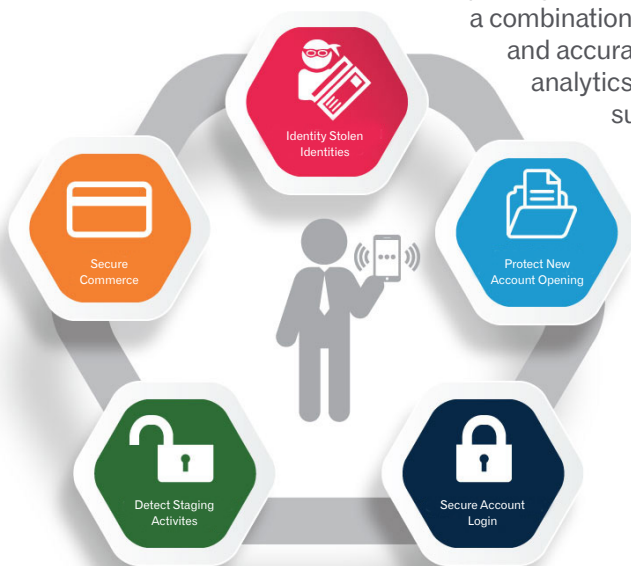 a combination
and accura
analytics
su
Identity Stolen
Identities
Secure
Commerce
Protect New
Account Opening
Detect Staging
Activites
Secure Account
Login